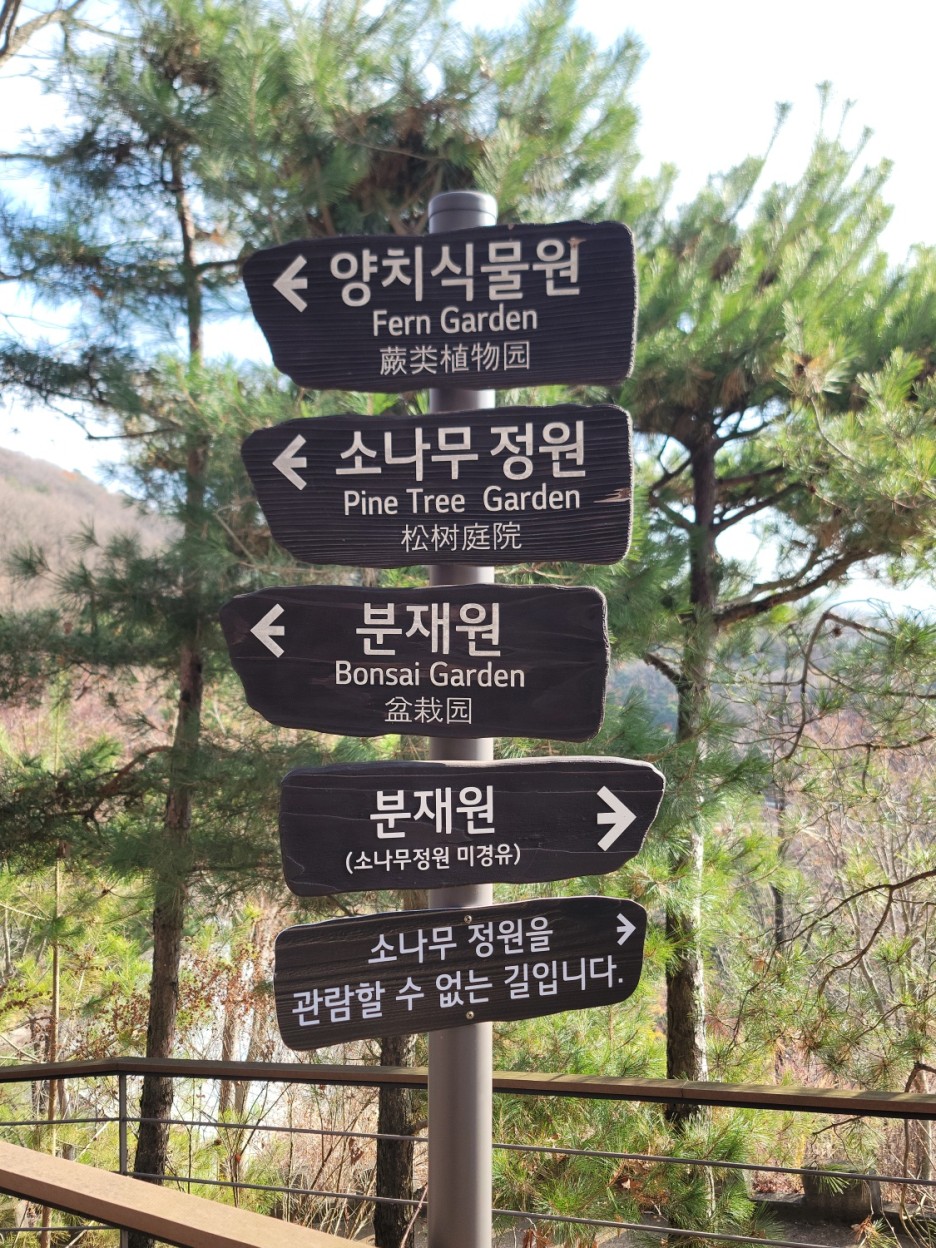 양치식물원
Fern Garden
蕨类植物园
소나무 정원
Pine Tree Garden
松树庭院
분재원
Bonsai Garden
盆栽园
분재원
(소나무정원 미경유)
소나무 정원을
관람할 수 없는 길입니다.